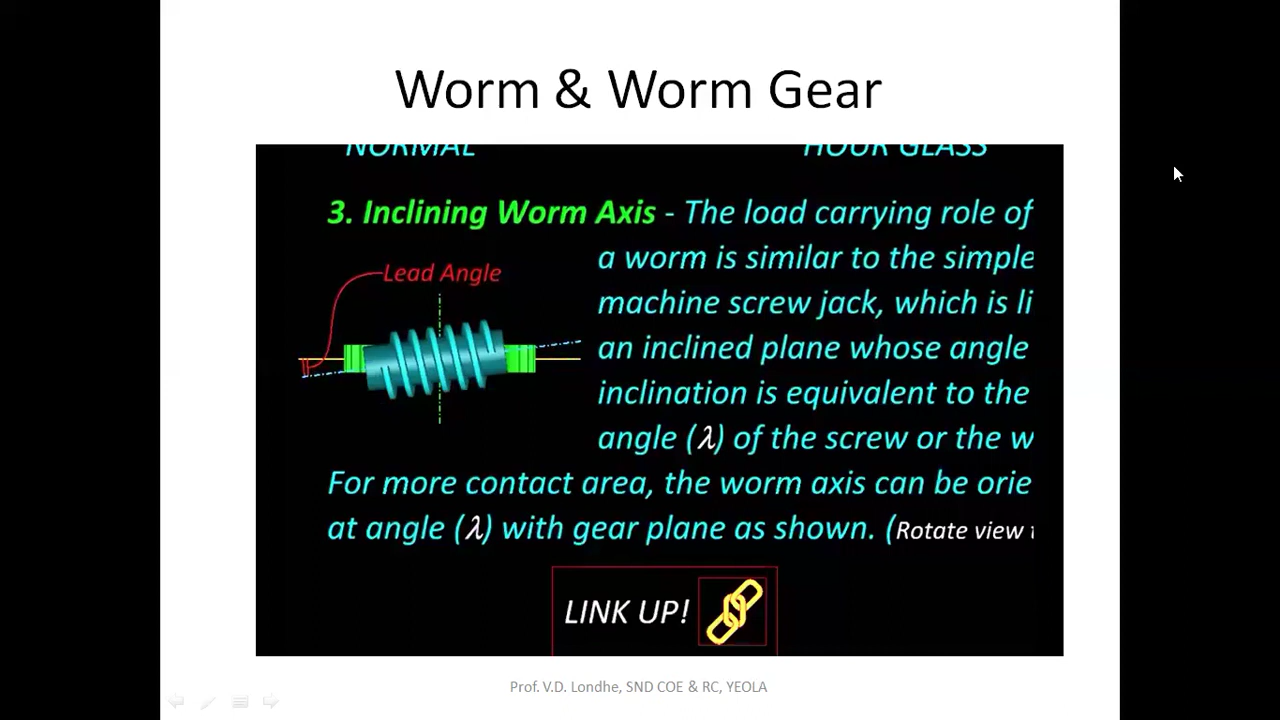 Worm & Worm Gear
NORMAL HOUR GLASS
3. Inclining Worm Axis - The load carrying role of
Lead Angle
a worm is similar to the simple
machine screw jack, which is li
an inclined plane whose angle
inclination is equivalent to the
angle (λ) of the screw or the w
For more contact area, the worm axis can be orie
at angle (λ) with gear plane as shown. (Rotate view t
LINK UP!
Prof. V.D. Londhe, SND COE & RC, YEOLA